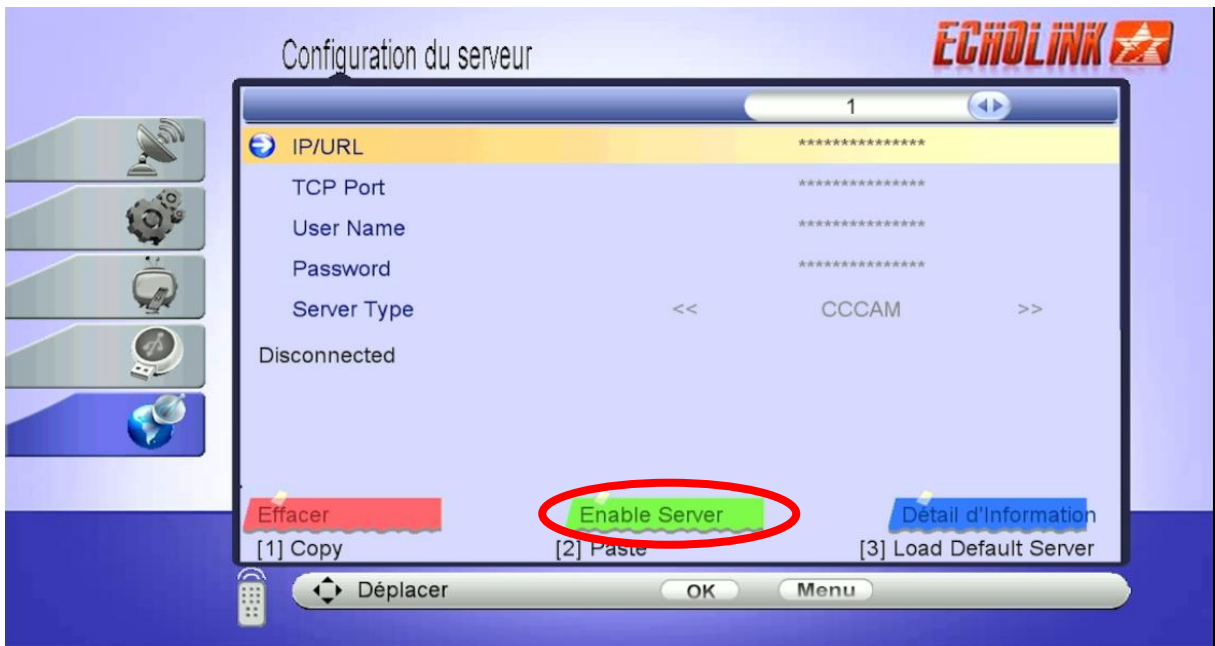 Configuration du serveur
ECHOLINK
1
IP/URL ***************
TCP Port ***************
User Name ***************
Password ***************
Server Type << CCCAM >>
Disconnected
Effacer Enable Server Détail d'Information
[1] Copy [2] Paste [3] Load Default Server
Déplacer OK Menu